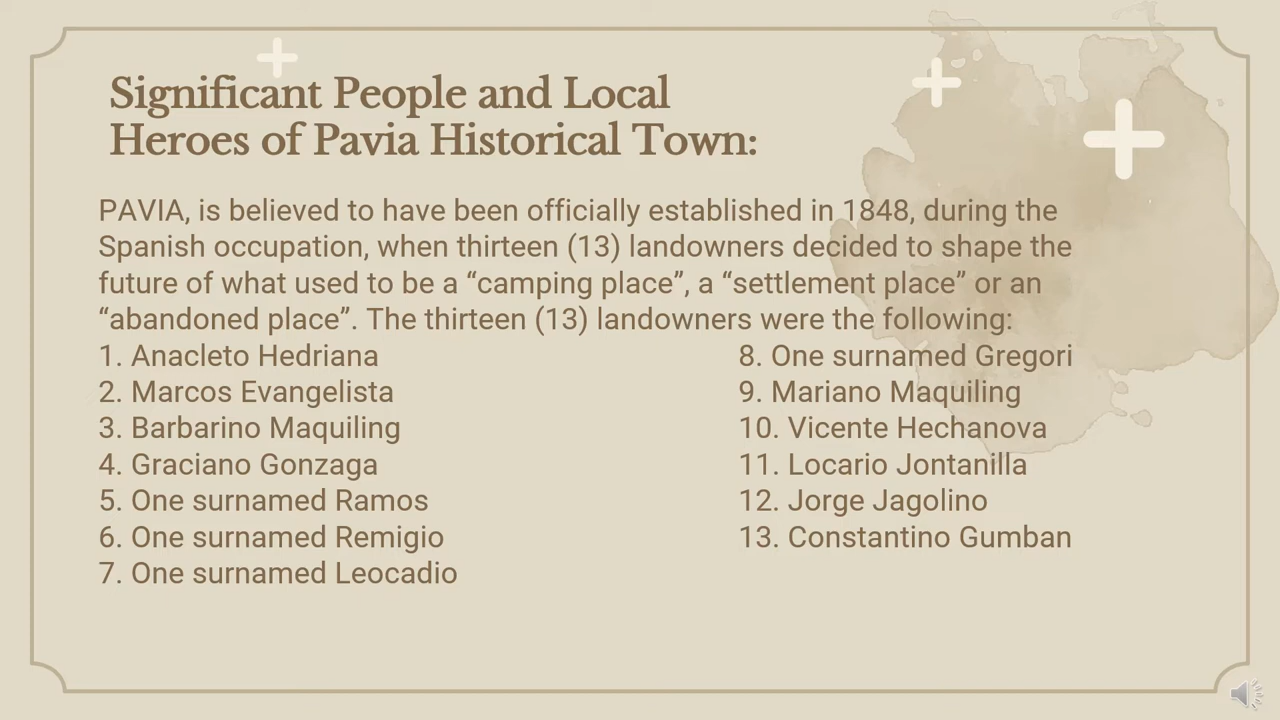 Significant People and Local
Heroes of Pavia Historical Town:
PAVIA, is believed to have been officially established in 1848, during the
Spanish occupation, when thirteen (13) landowners decided to shape the
future of what used to be a “camping place”, a “settlement place” or an
“abandoned place”. The thirteen (13) landowners were the following:
1. Anacleto Hedriana
2. Marcos Evangelista
3. Barbarino Maquiling
4. Graciano Gonzaga
5. One surnamed Ramos
6. One surnamed Remigio
7. One surnamed Leocadio
8. One surnamed Gregori
9. Mariano Maquiling
10. Vicente Hechanova
11. Locario Jontanilla
12. Jorge Jagolino
13. Constantino Gumban